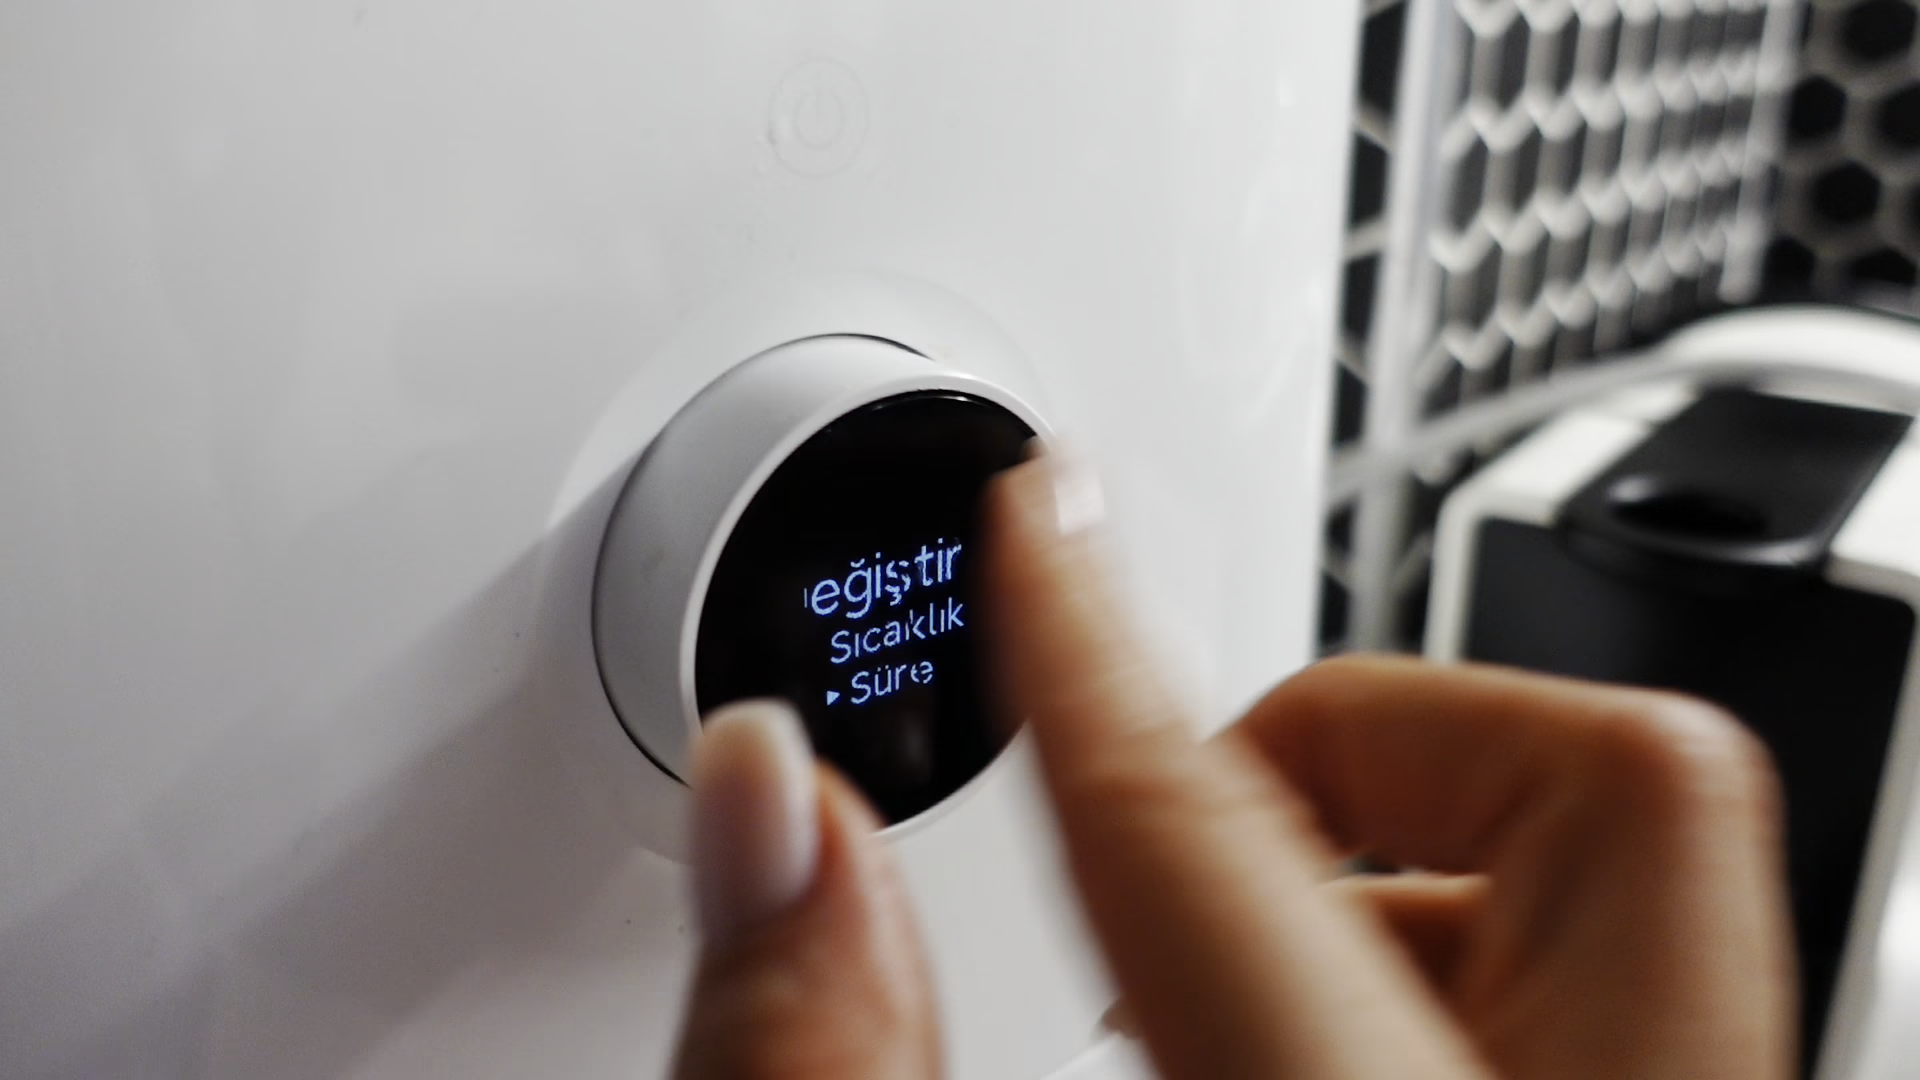 eğiştir
Sıcaklık
▸ Süre